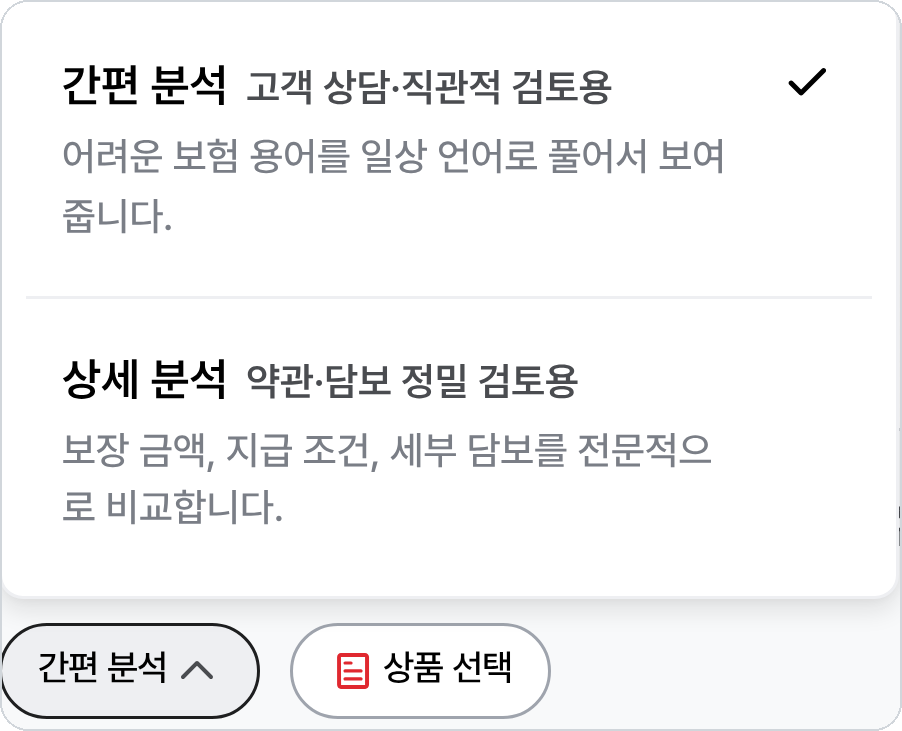 간편 분석 고객 상담·직관적 검토용
어려운 보험 용어를 일상 언어로 풀어서 보여
줍니다.
상세 분석 약관·담보 정밀 검토용
보장 금액, 지급 조건, 세부 담보를 전문적으
로 비교합니다.
간편 분석 상품 선택